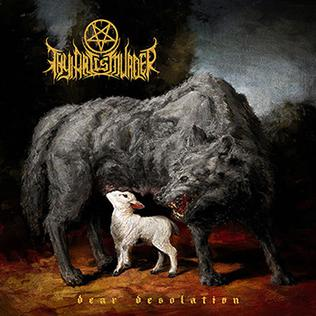 THY ART IS MURDER
dear desolation